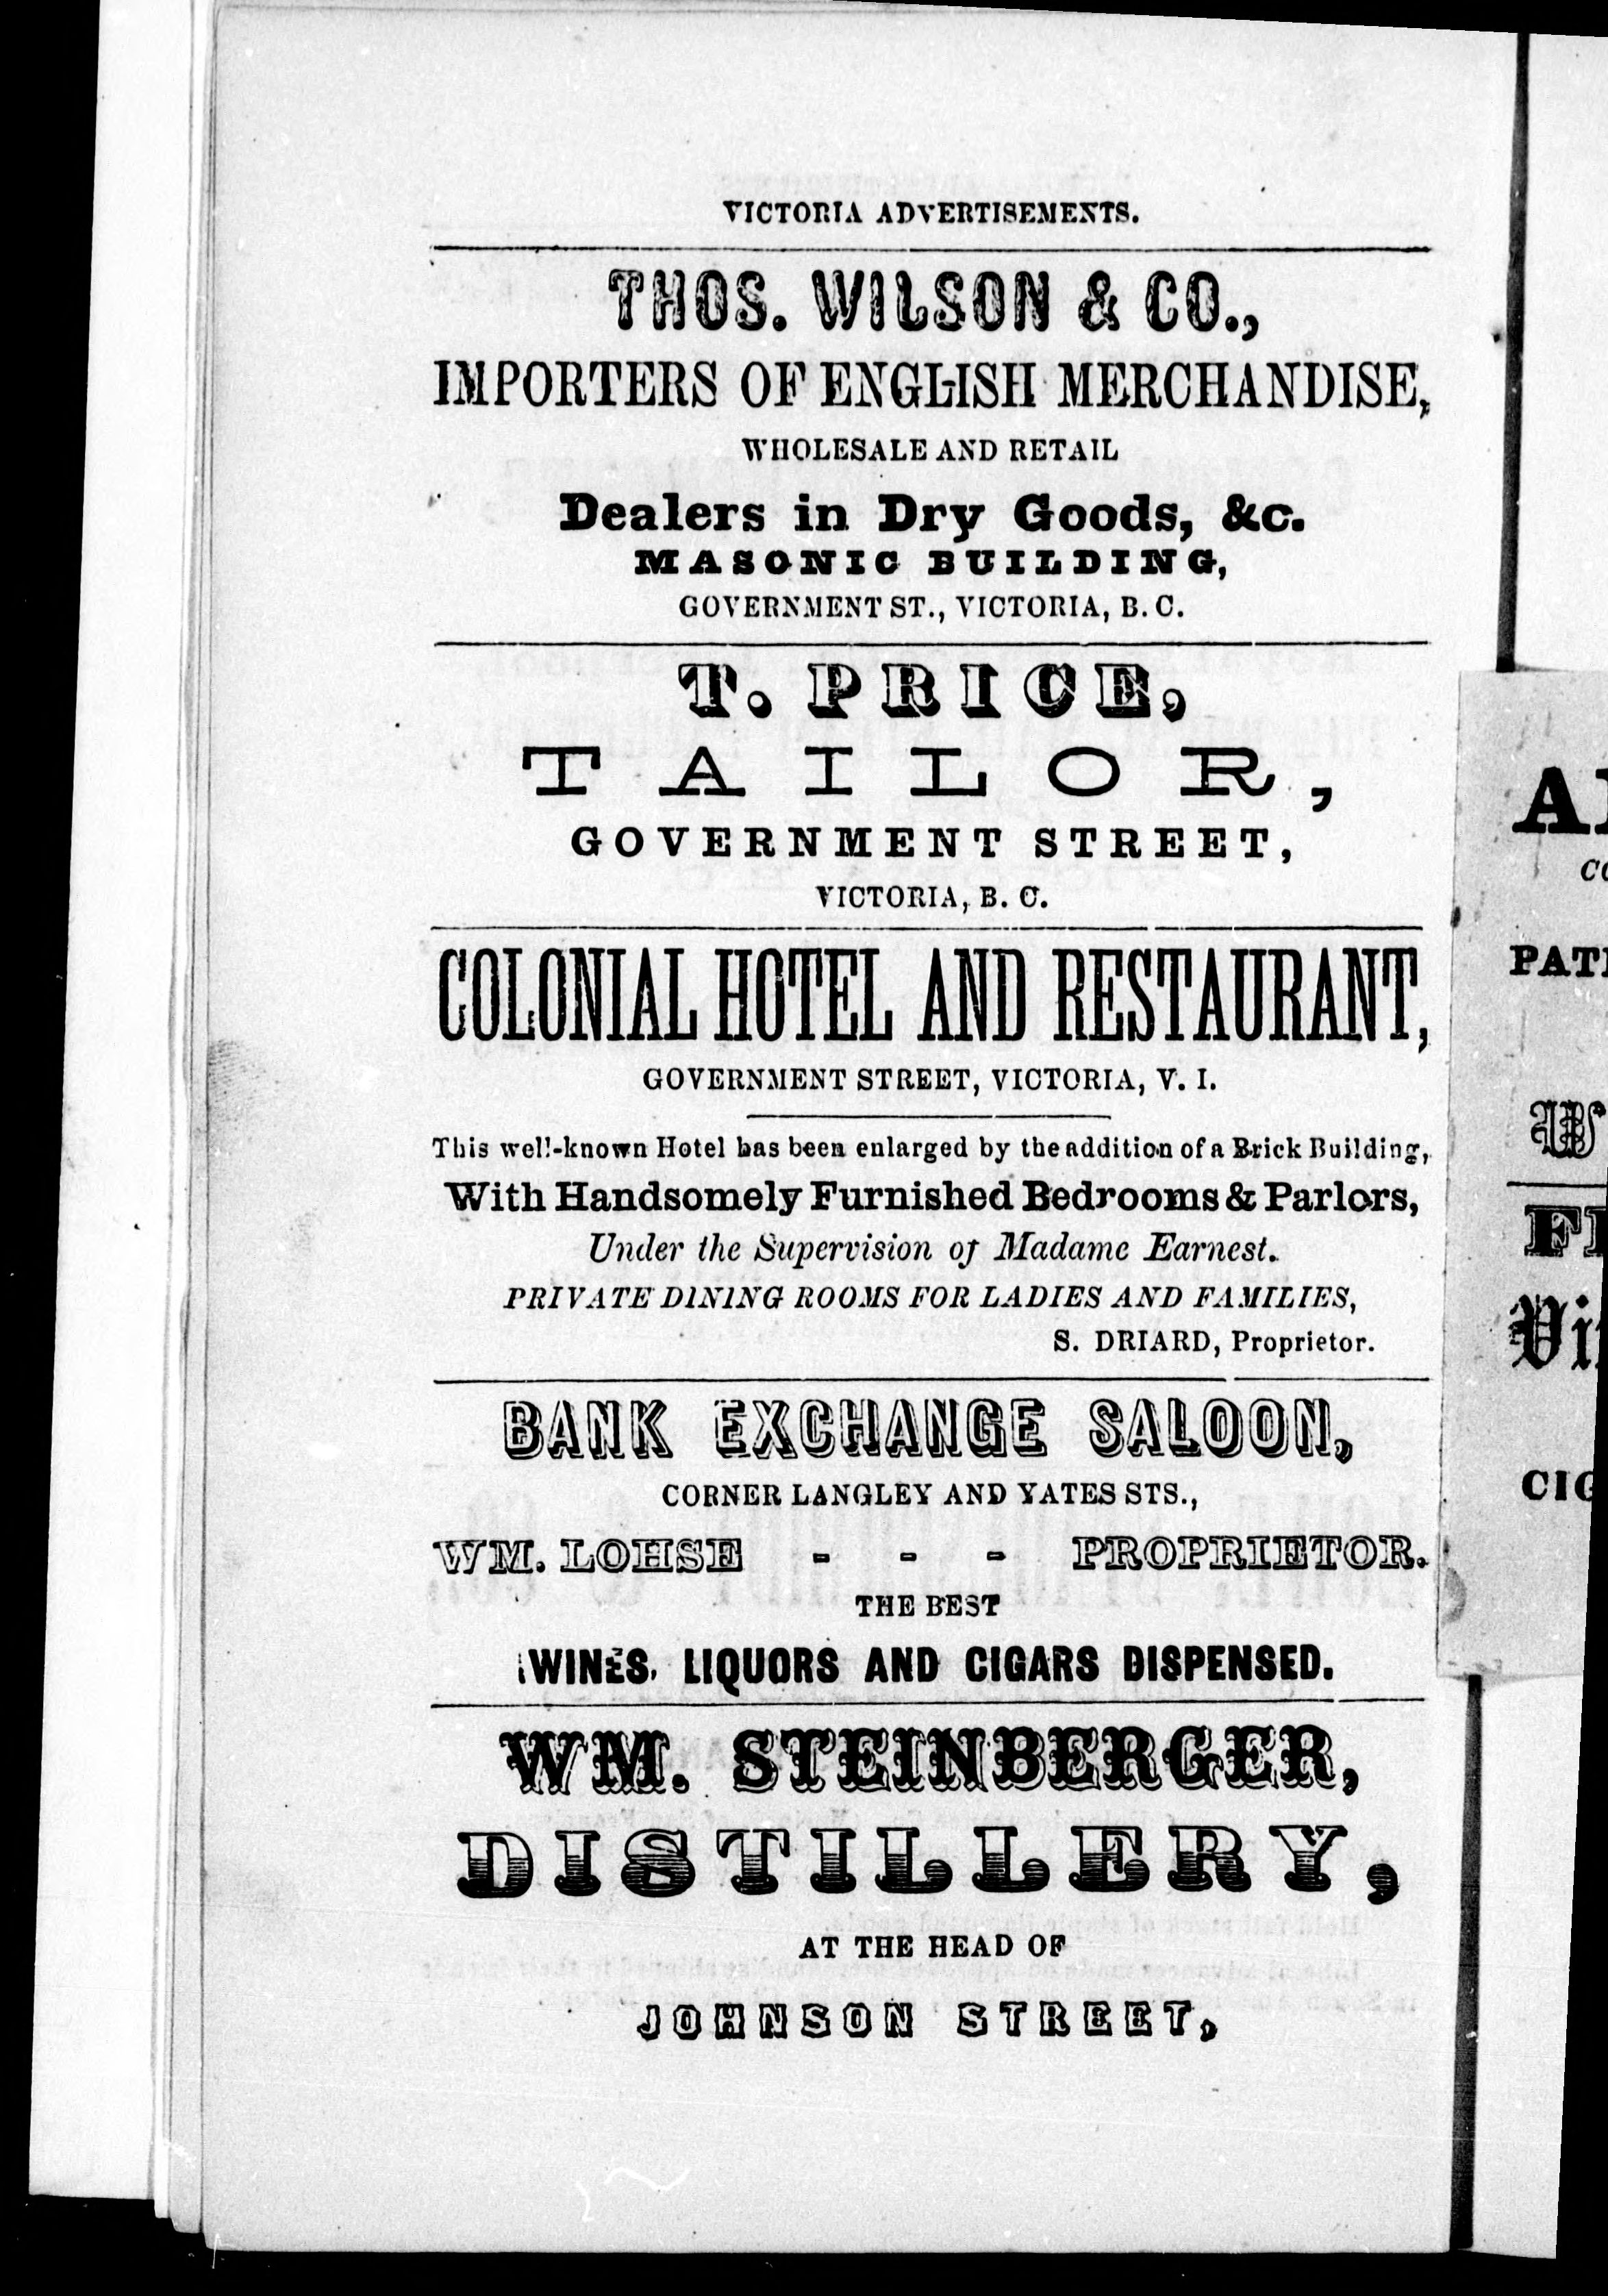 VICTORIA ADVERTISEMENTS.
THOS. WILSON & CO.,
IMPORTERS OF ENGLISH MERCHANDISE,
WHOLESALE AND RETAIL
Dealers in Dry Goods, &c.
MASONIC BUILDING,
GOVERNMENT ST., VICTORIA, B. C.
T. PRICE,
TAILOR,
GOVERNMENT STREET,
VICTORIA, B. C.
COLONIAL HOTEL AND RESTAURANT,
GOVERNMENT STREET, VICTORIA, V. I.
This well-known Hotel has been enlarged by the addition of a Brick Building,
With Handsomely Furnished Bedrooms & Parlors,
Under the Supervision of Madame Earnest.
PRIVATE DINING ROOMS FOR LADIES AND FAMILIES,
S. DRIARD, Proprietor.
BANK EXCHANGE SALOON,
CORNER LANGLEY AND YATES STS.,
WM. LOHSE - - - PROPRIETOR.
THE BEST
WINES, LIQUORS AND CIGARS DISPENSED.
WM. STEINBERGER,
DISTILLERY,
AT THE HEAD OF
JOHNSON STREET,